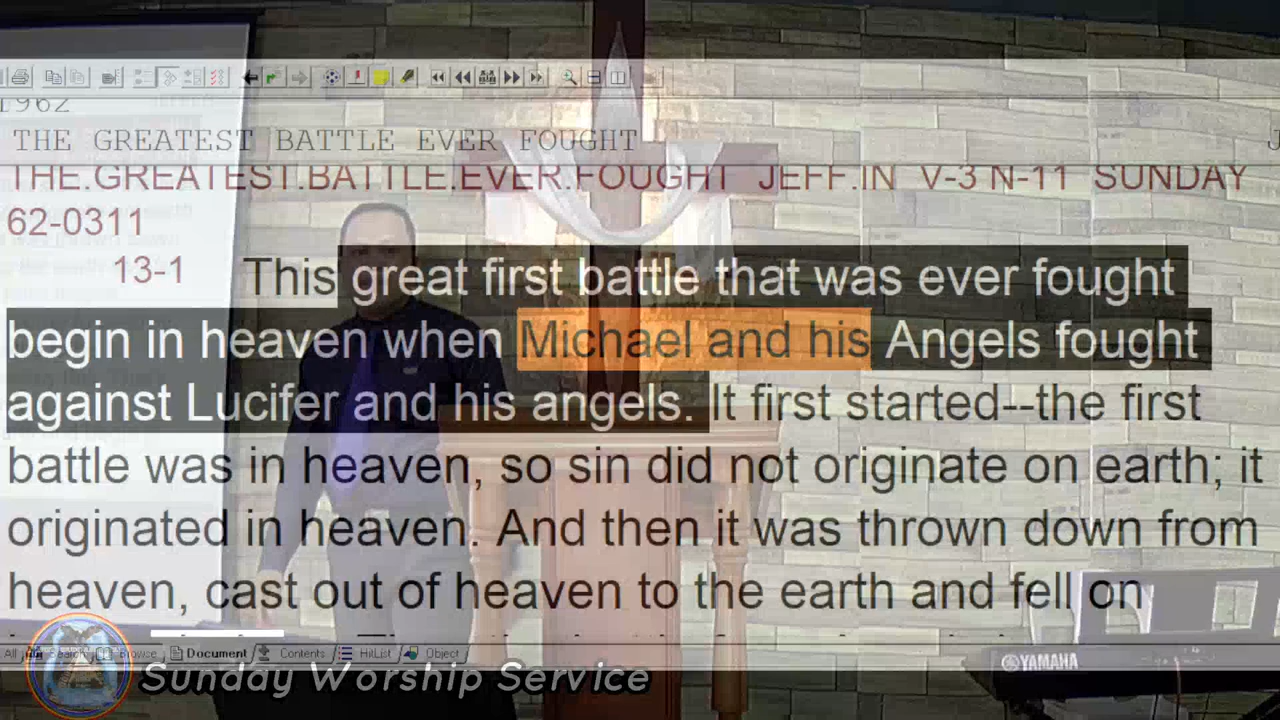 1962
THE GREATEST BATTLE EVER FOUGHT
THE.GREATEST.BATTLE.EVER.FOUGHT JEFF.IN V-3 N-11 SUNDAY
62-0311
13-1 This great first battle that was ever fought
begin in heaven when Michael and his Angels fought
against Lucifer and his angels. It first started--the first
battle was in heaven, so sin did not originate on earth; it
originated in heaven. And then it was thrown down from
heaven, cast out of heaven to the earth and fell on
All Browse Document Contents HitList Object
YAMAHA
Sunday Worship Service